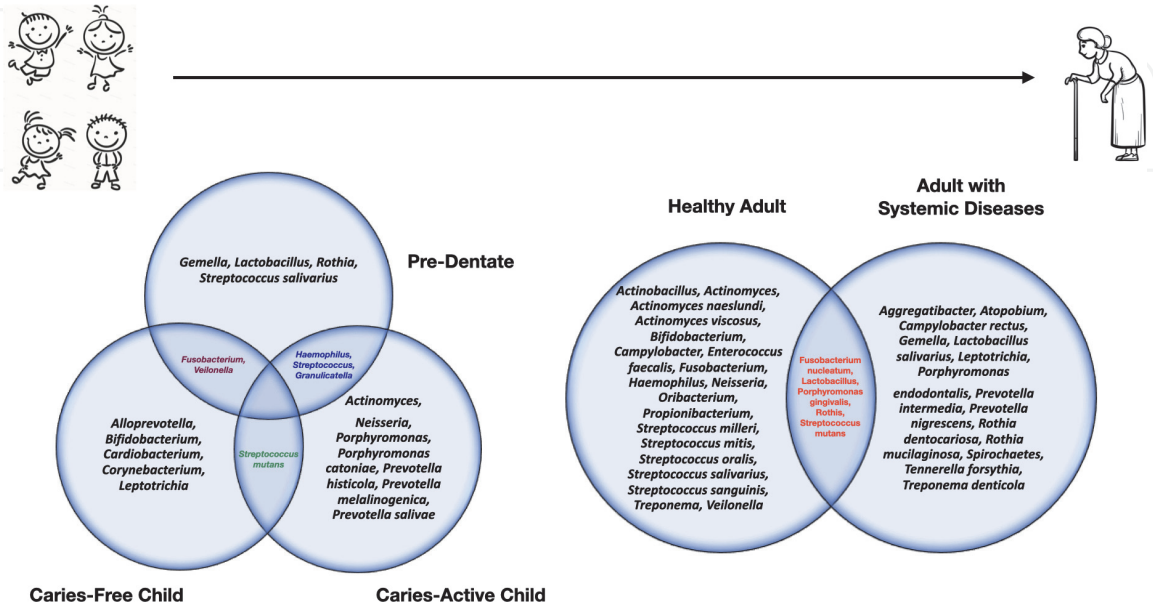 Gemella, Lactobacillus, Rothia,
Streptococcus salivarius
Pre-Dentate
Fusobacterium,
Veilonella
Haemophilus,
Streptococcus,
Granulicatella
Alloprevotella,
Bifidobacterium,
Cardiobacterium,
Corynebacterium,
Leptotrichia
Streptococcus
mutans
Actinomyces,
Neisseria,
Porphyromonas,
Porphyromonas
catoniae, Prevotella
histicola, Prevotella
melalinogenica,
Prevotella salivae
Caries-Free Child
Caries-Active Child
Healthy Adult
Adult with
Systemic Diseases
Actinobacillus, Actinomyces,
Actinomyces naeslundi,
Actinomyces viscosus,
Bifidobacterium,
Campylobacter, Enterococcus
faecalis, Fusobacterium,
Haemophilus, Neisseria,
Oribacterium,
Propionibacterium,
Streptococcus milleri,
Streptococcus mitis,
Streptococcus oralis,
Streptococcus salivarius,
Streptococcus sanguinis,
Treponema, Veilonella
Fusobacterium
nucleatum,
Lactobacillus,
Porphyromonas
gingivalis,
Rothis,
Streptococcus
mutans
Aggregatibacter, Atopobium,
Campylobacter rectus,
Gemella, Lactobacillus
salivarius, Leptotrichia,
Porphyromonas
endodontalis, Prevotella
intermedia, Prevotella
nigrescens, Rothia
dentocariosa, Rothia
mucilaginosa, Spirochaetes,
Tennerella forsythia,
Treponema denticola